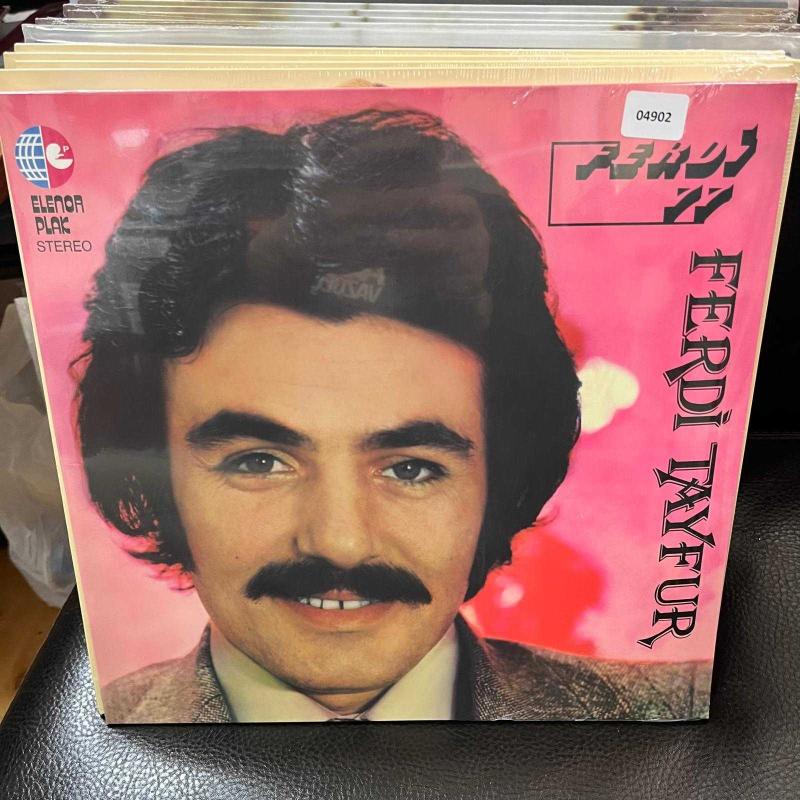 04902
P
ELENOR
PLAK
STEREO
FERDİ
77
FERDİ TAYFUR